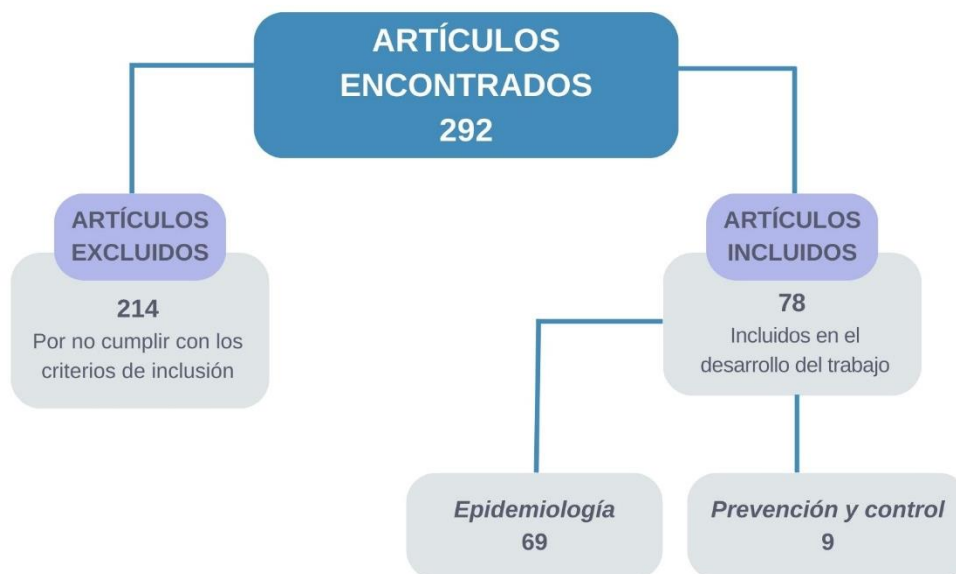 ARTÍCULOS
ENCONTRADOS
292
ARTÍCULOS
EXCLUIDOS
214
Por no cumplir con los
criterios de inclusión
ARTÍCULOS
INCLUIDOS
78
Incluidos en el
desarrollo del trabajo
Epidemiología
69
Prevención y control
9